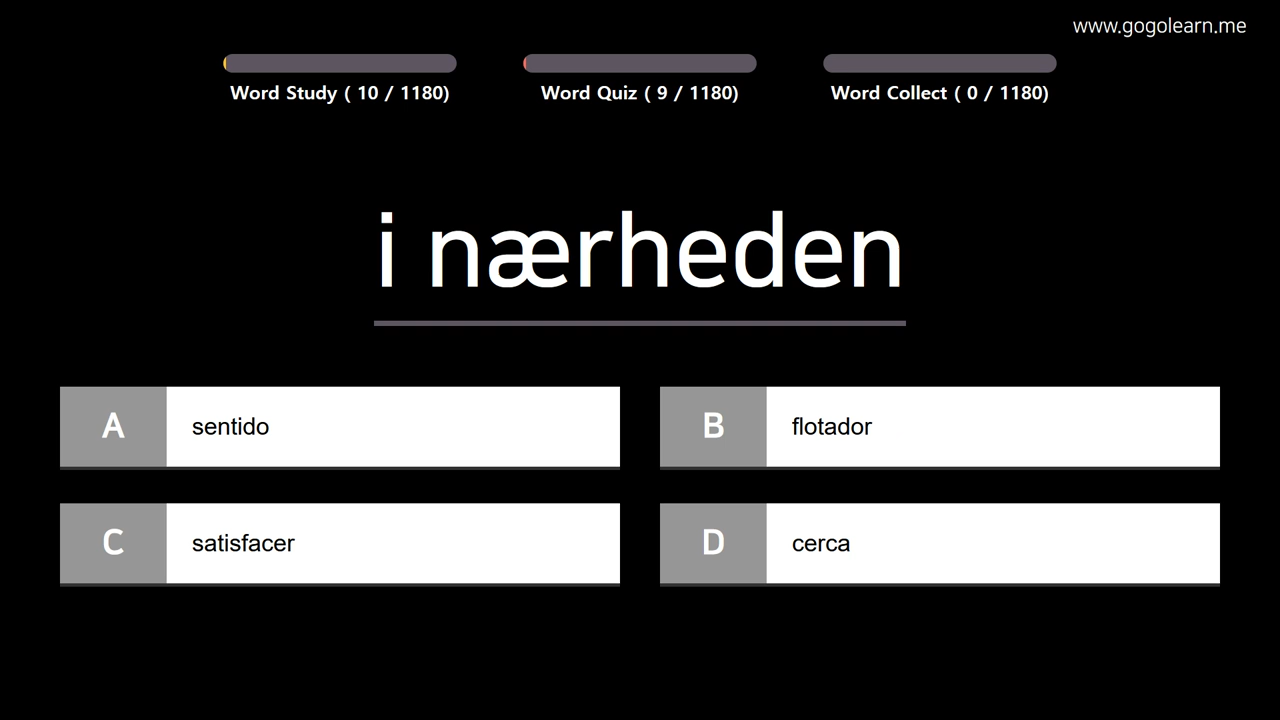 www.gogolearn.me
Word Study ( 10 / 1180)
Word Quiz ( 9 / 1180)
Word Collect ( 0 / 1180)
i nærheden
A sentido
B flotador
C satisfacer
D cerca